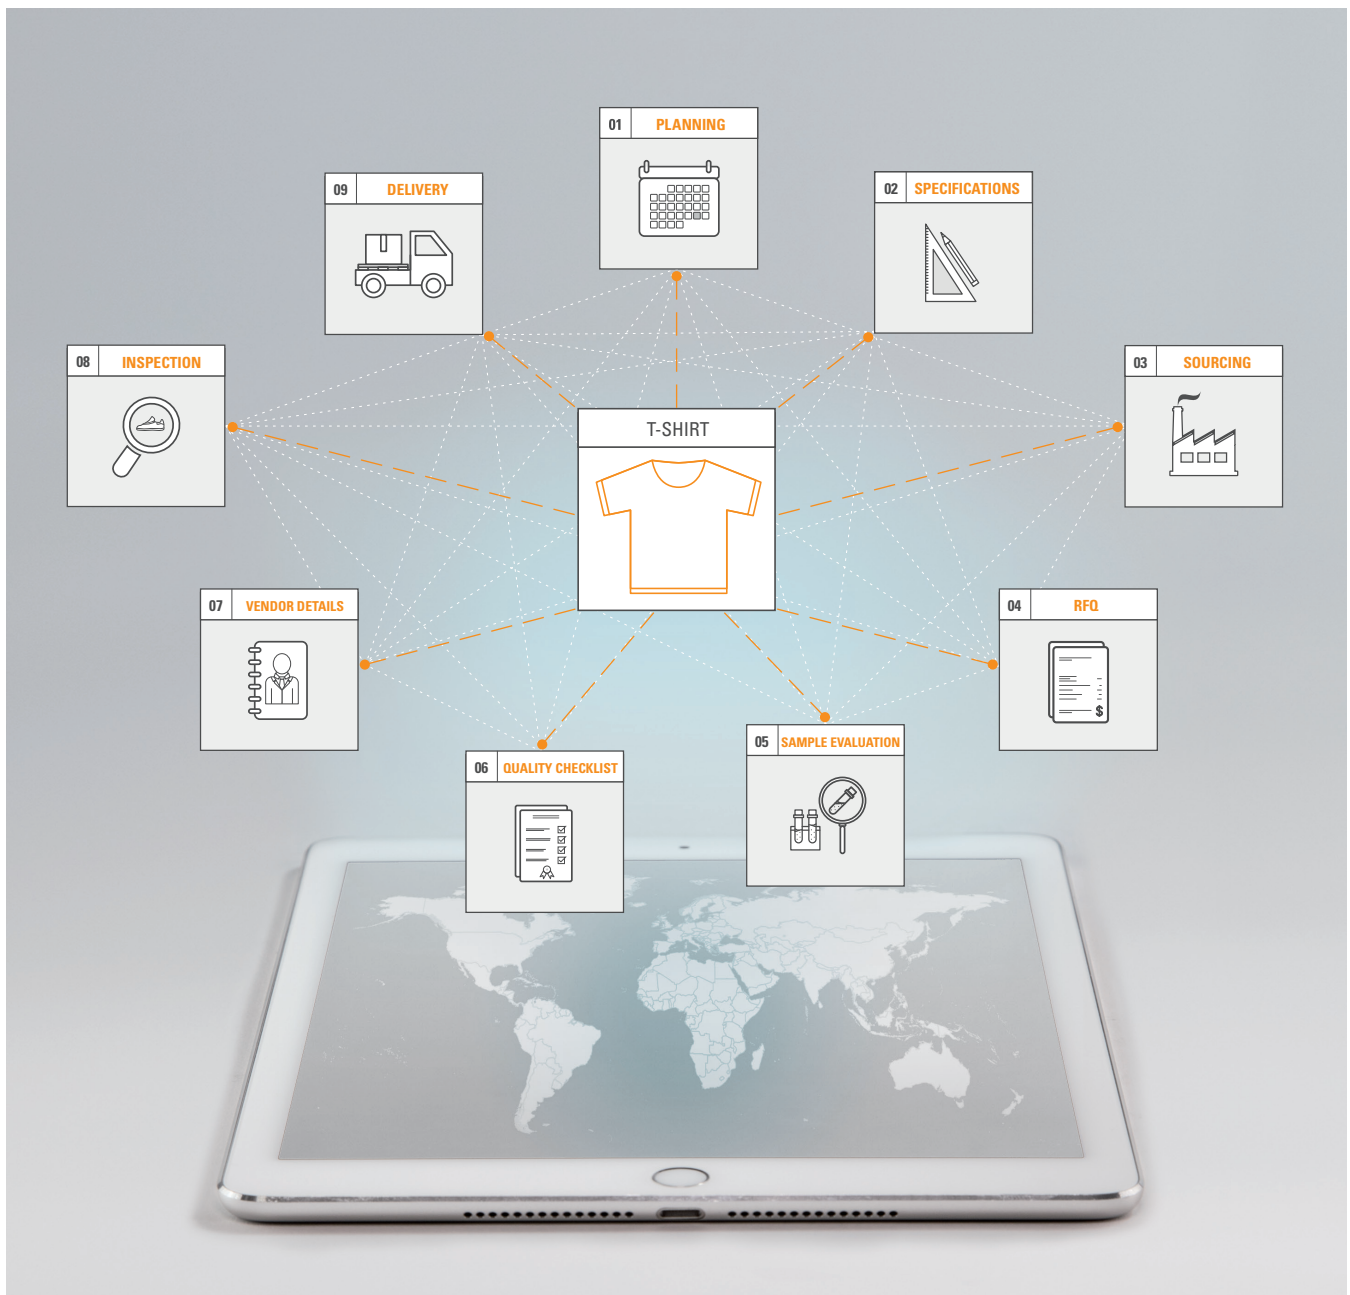 01 PLANNING
02 SPECIFICATIONS
03 SOURCING
04 RFQ
$
05 SAMPLE EVALUATION
06 QUALITY CHECKLIST
07 VENDOR DETAILS
08 INSPECTION
09 DELIVERY
T-SHIRT